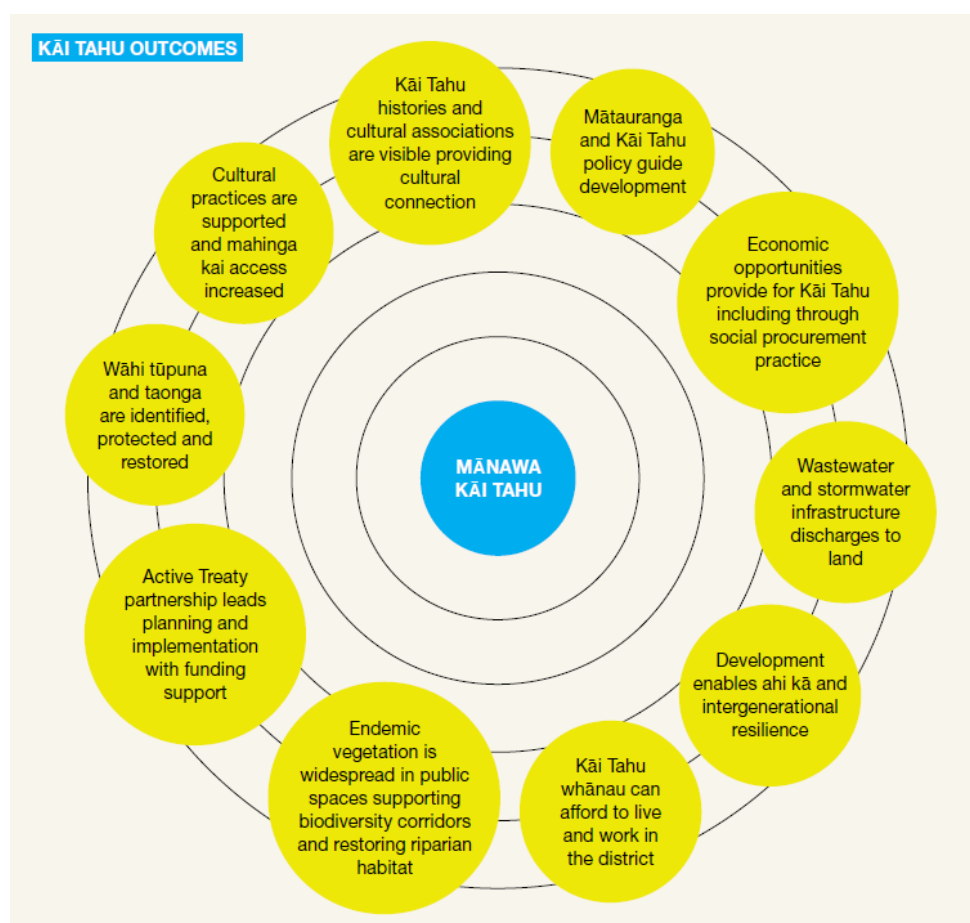 KĀI TAHU OUTCOMES
Kāi Tahu
histories and
cultural associations
are visible providing
cultural
connection
Mātauranga
and Kāi Tahu
policy guide
development
Economic
opportunities
provide for Kāi Tahu
including through
social procurement
practice
Wastewater
and stormwater
infrastructure
discharges to
land
Development
enables ahi kā and
intergenerational
resilience
Kāi Tahu
whānau can
afford to live
and work in
the district
Endemic
vegetation is
widespread in public
spaces supporting
biodiversity corridors
and restoring riparian
habitat
Active Treaty
partnership leads
planning and
implementation
with funding
support
Wāhi tūpuna
and taonga
are identified,
protected and
restored
Cultural
practices are
supported
and mahinga
kai access
increased
MĀNAWA
KĀI TAHU